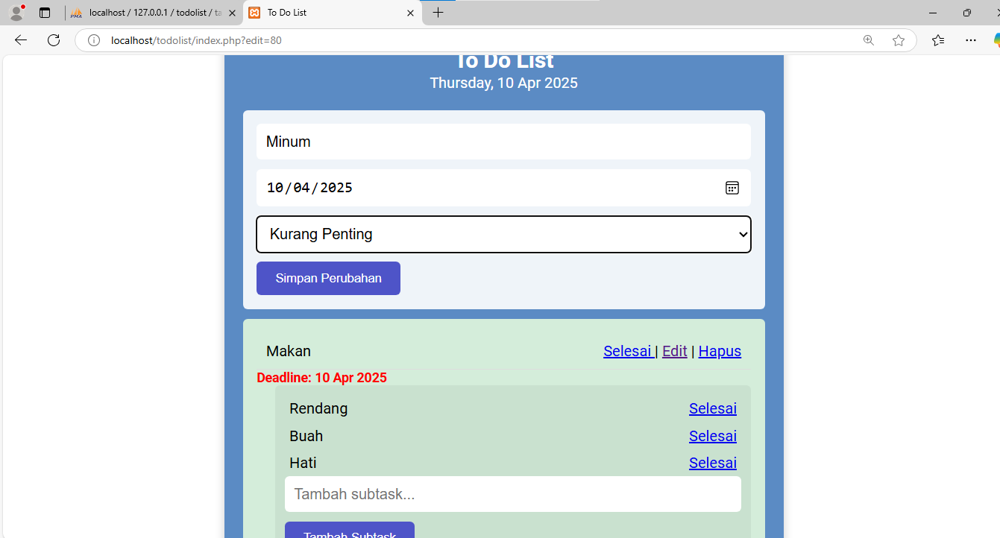 PMA localhost / 127.0.0.1 / todolist / ta
To Do List
localhost/todolist/index.php?edit=80
To Do List
Thursday, 10 Apr 2025
Minum
10/04/2025
Kurang Penting
Simpan Perubahan
Makan Selesai | Edit | Hapus
Deadline: 10 Apr 2025
Rendang Selesai
Buah Selesai
Hati Selesai
Tambah subtask...
Tambah Subtask